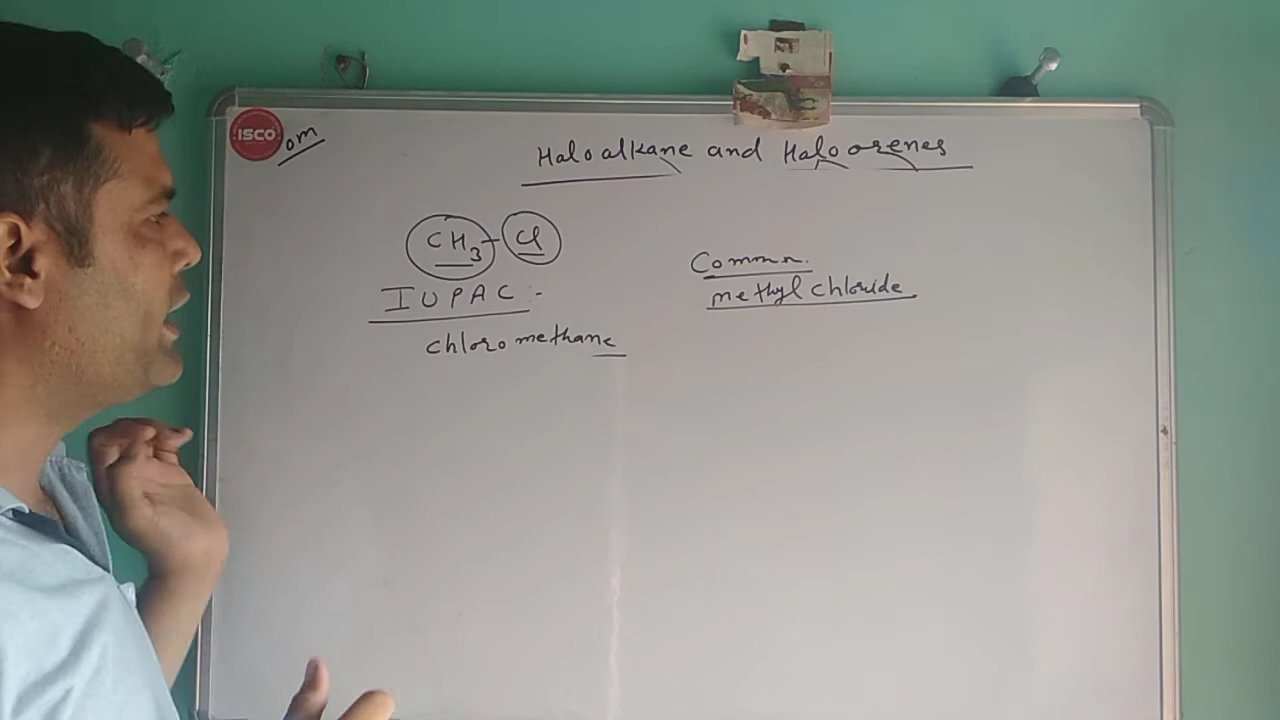 ISCO
om
Haloalkane and Haloarenes
CH3-Cl
Common.
IUPAC :-
methyl chloride
chloromethane